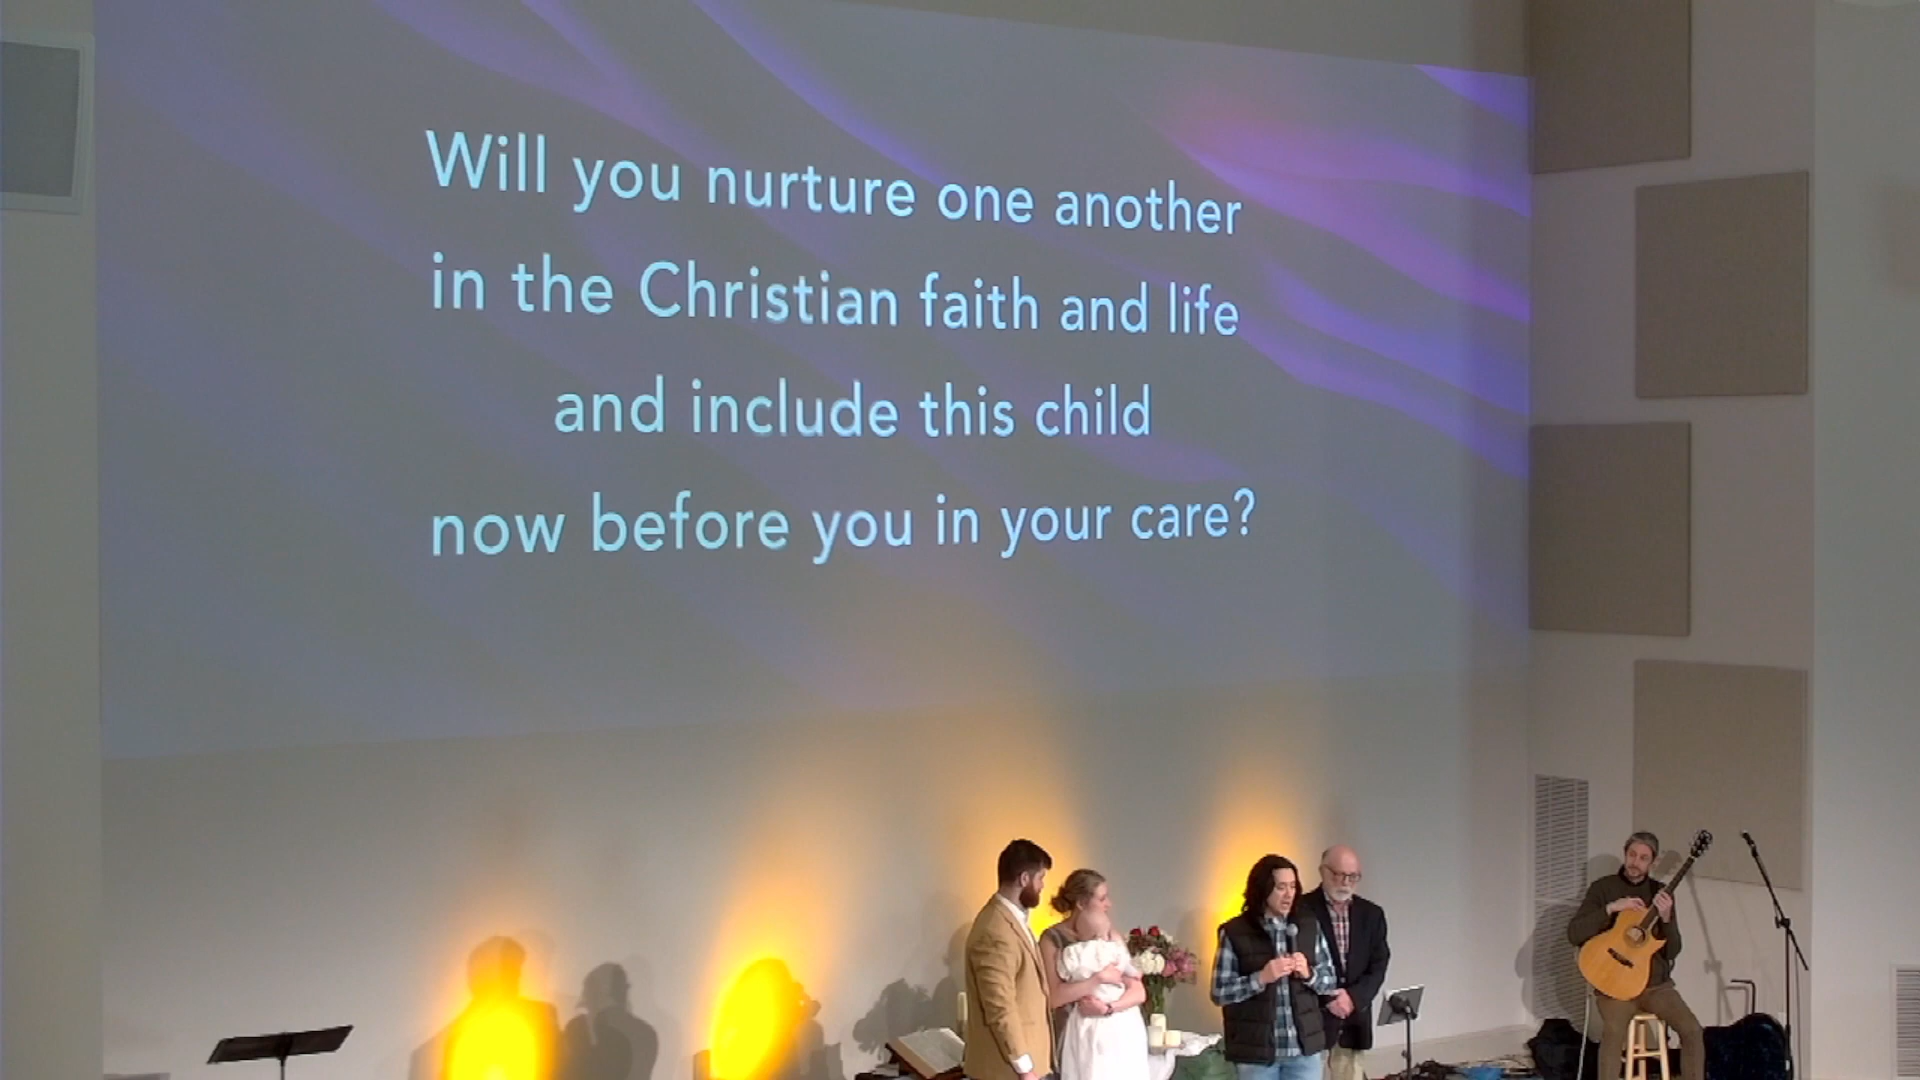 Will you nurture one another
in the Christian faith and life
and include this child
now before you in your care?